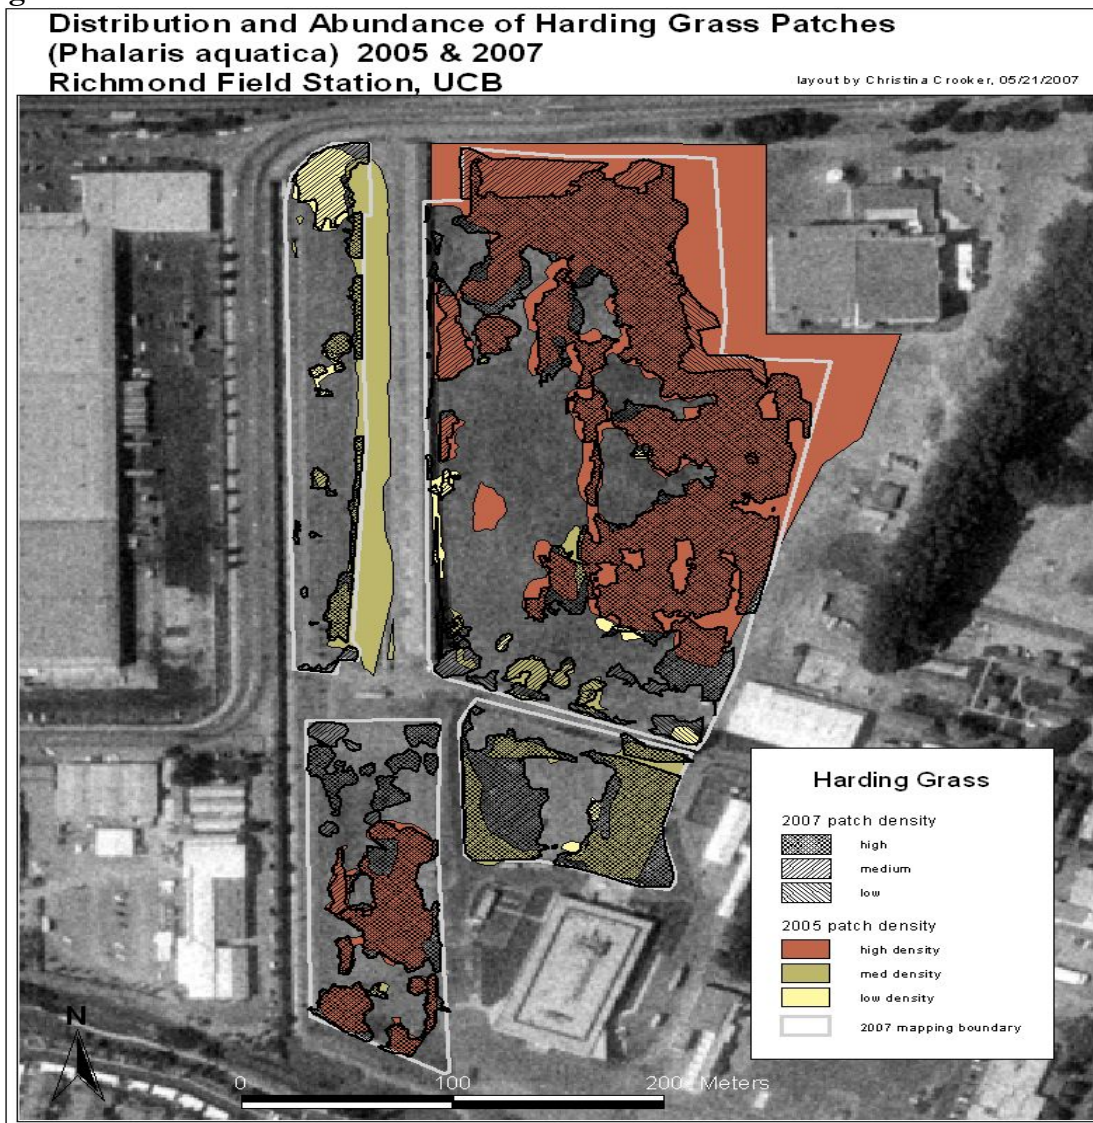 Distribution and Abundance of Harding Grass Patches
(Phalaris aquatica) 2005 & 2007
Richmond Field Station, UCB
layout by Christina Crooker, 05/21/2007
Harding Grass
2007 patch density
high
medium
low
2005 patch density
high density
med density
low density
2007 mapping boundary
N
0 100 200 Meters